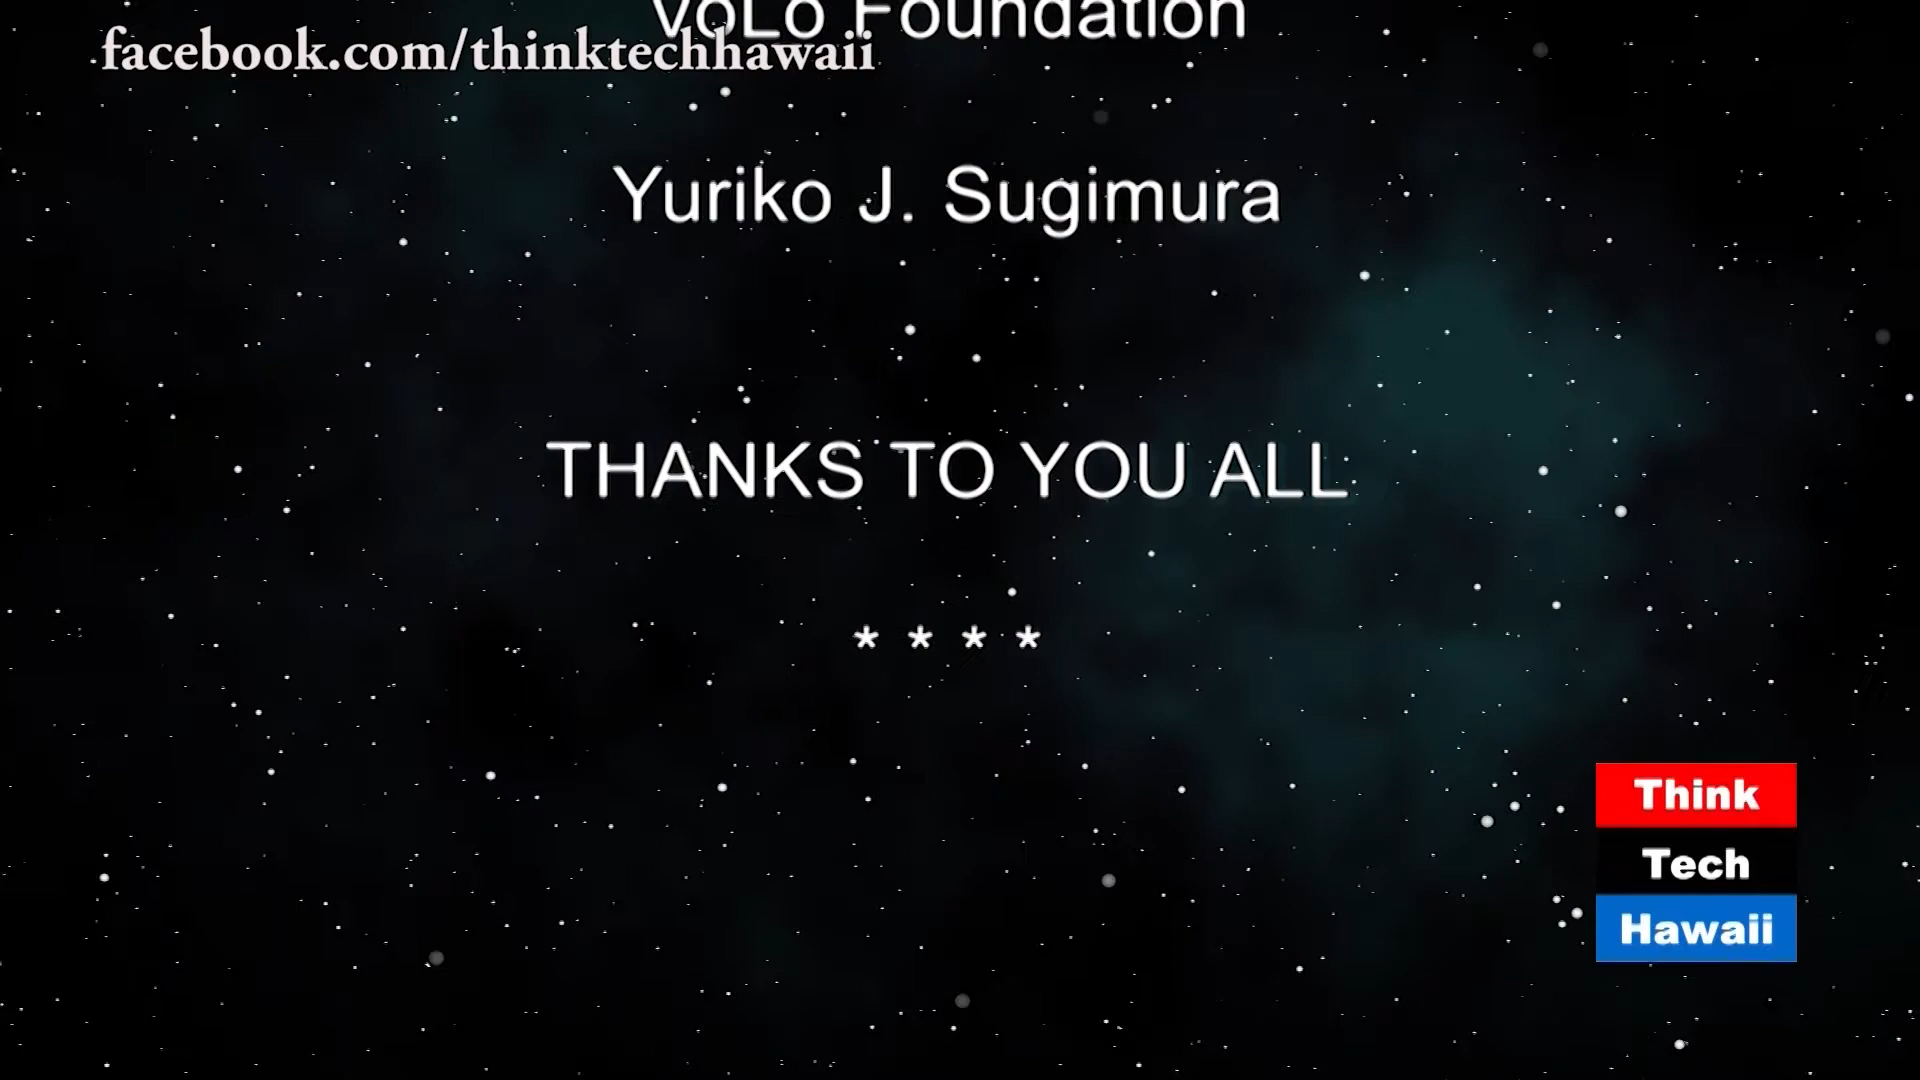 VoLo Foundation
facebook.com/thinktechhawaii
Yuriko J. Sugimura
THANKS TO YOU ALL
* * * *
Think
Tech
Hawaii